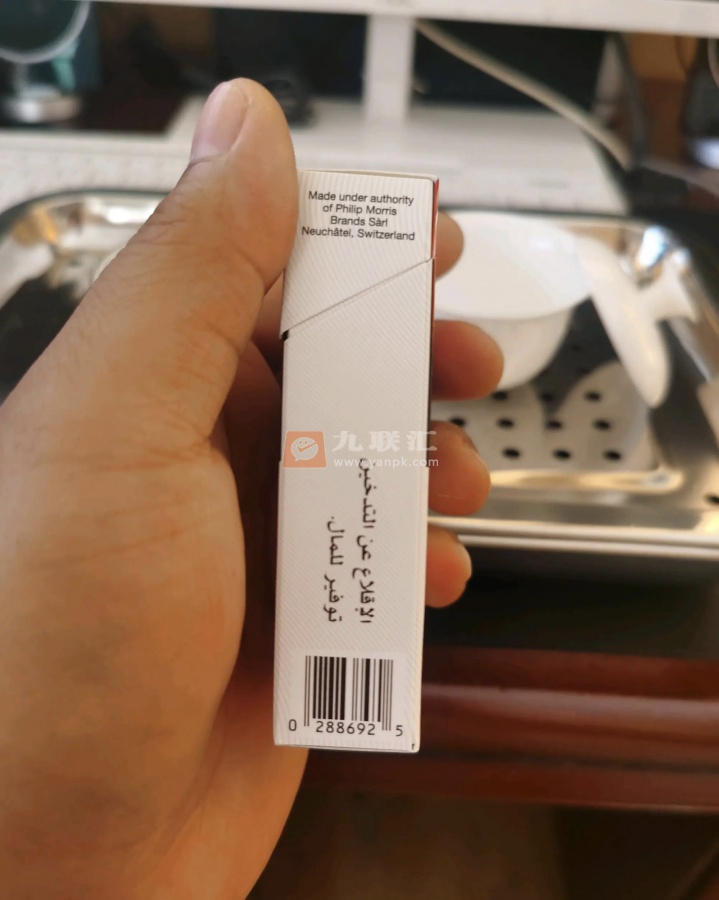 Made under authority
of Philip Morris
Brands Sàrl
Neuchâtel, Switzerland
九联汇
www.yanpk.com
الإقلاع عن التدخين
توفير للمال.
0 288692 5